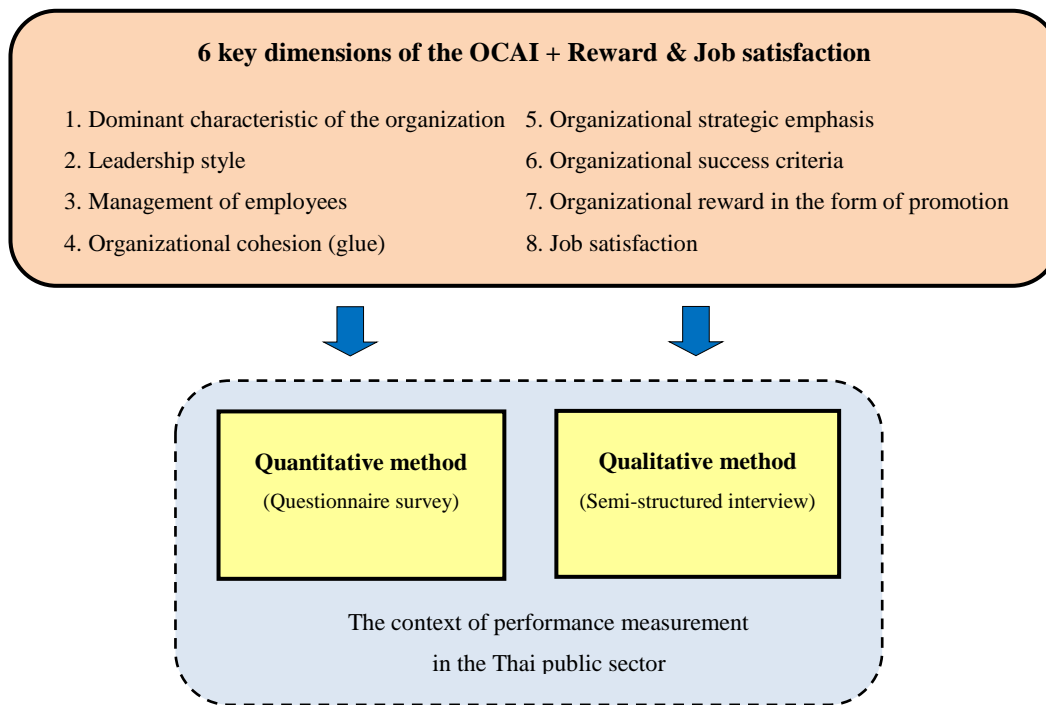 6 key dimensions of the OCAI + Reward & Job satisfaction
1. Dominant characteristic of the organization
2. Leadership style
3. Management of employees
4. Organizational cohesion (glue)
5. Organizational strategic emphasis
6. Organizational success criteria
7. Organizational reward in the form of promotion
8. Job satisfaction
Quantitative method
(Questionnaire survey)
Qualitative method
(Semi-structured interview)
The context of performance measurement
in the Thai public sector